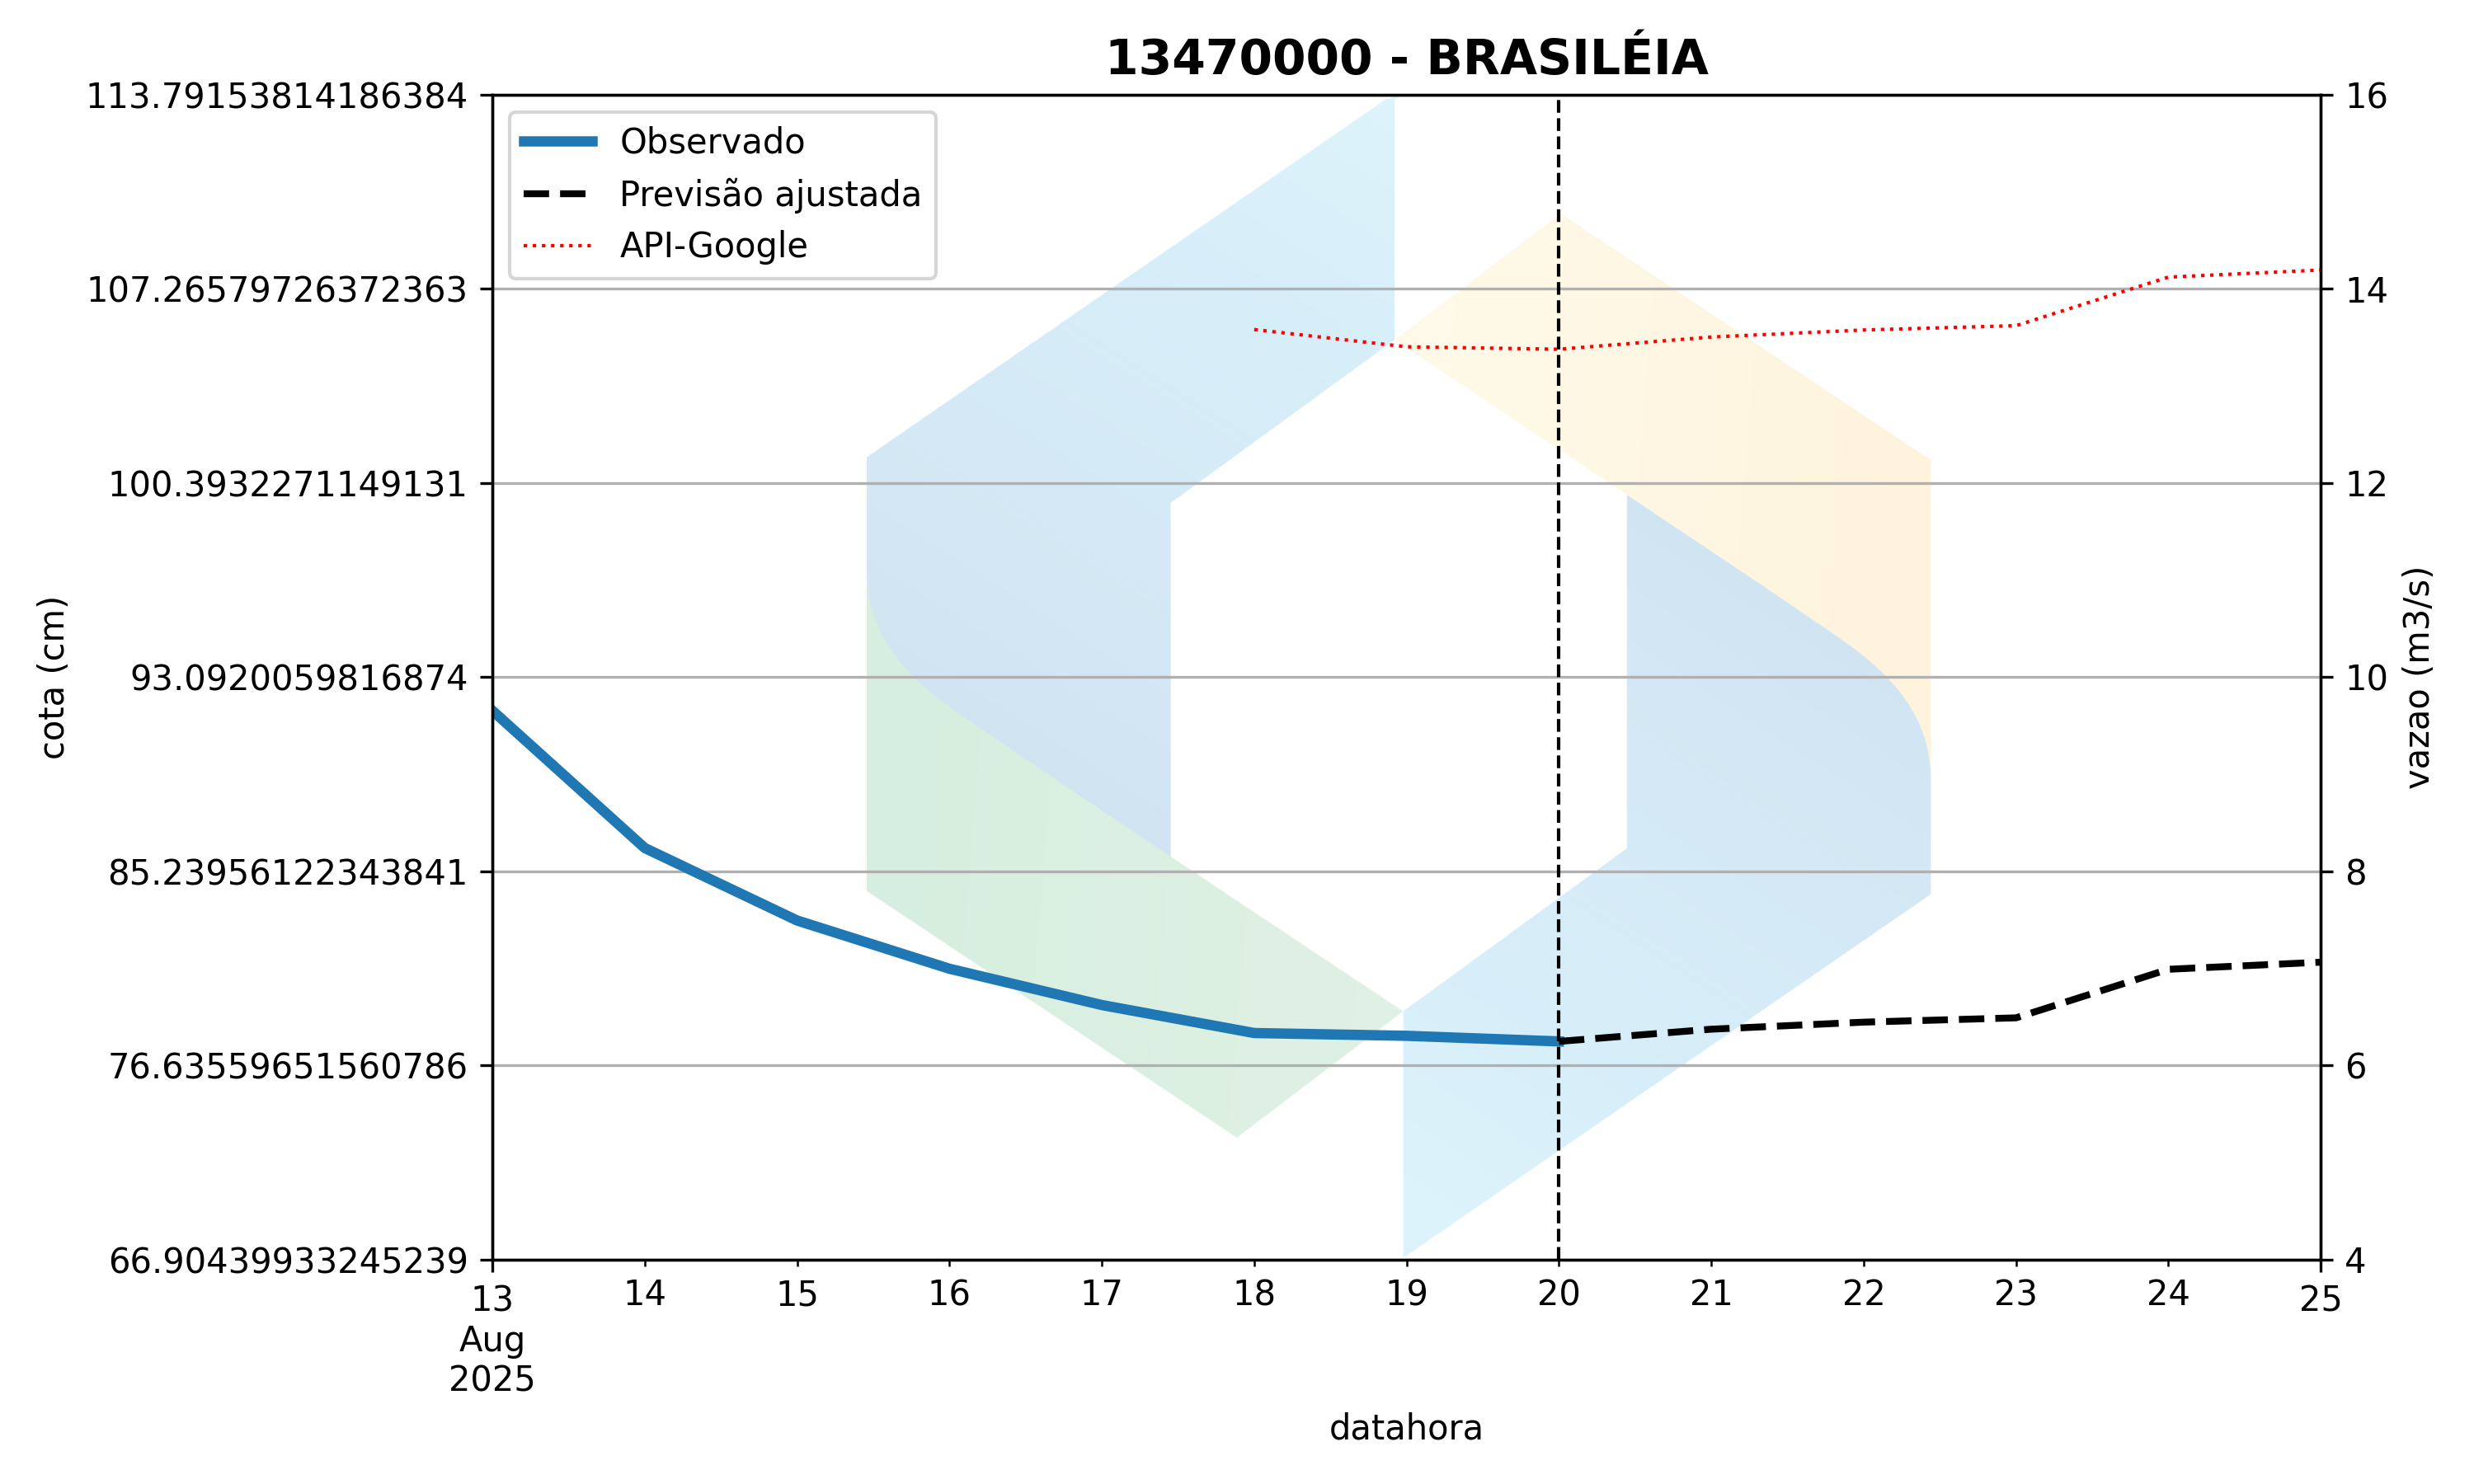 13470000 - BRASILÉIA
113.79153814186384
107.26579726372363
100.3932271149131
93.0920059816874
85.23956122343841
76.63559651560786
66.90439933245239
cota (cm)
Observado
Previsão ajustada
API-Google
16
14
12
10
8
6
4
vazao (m3/s)
13 14 15 16 17 18 19 20 21 22 23 24 25
Aug
2025
datahora